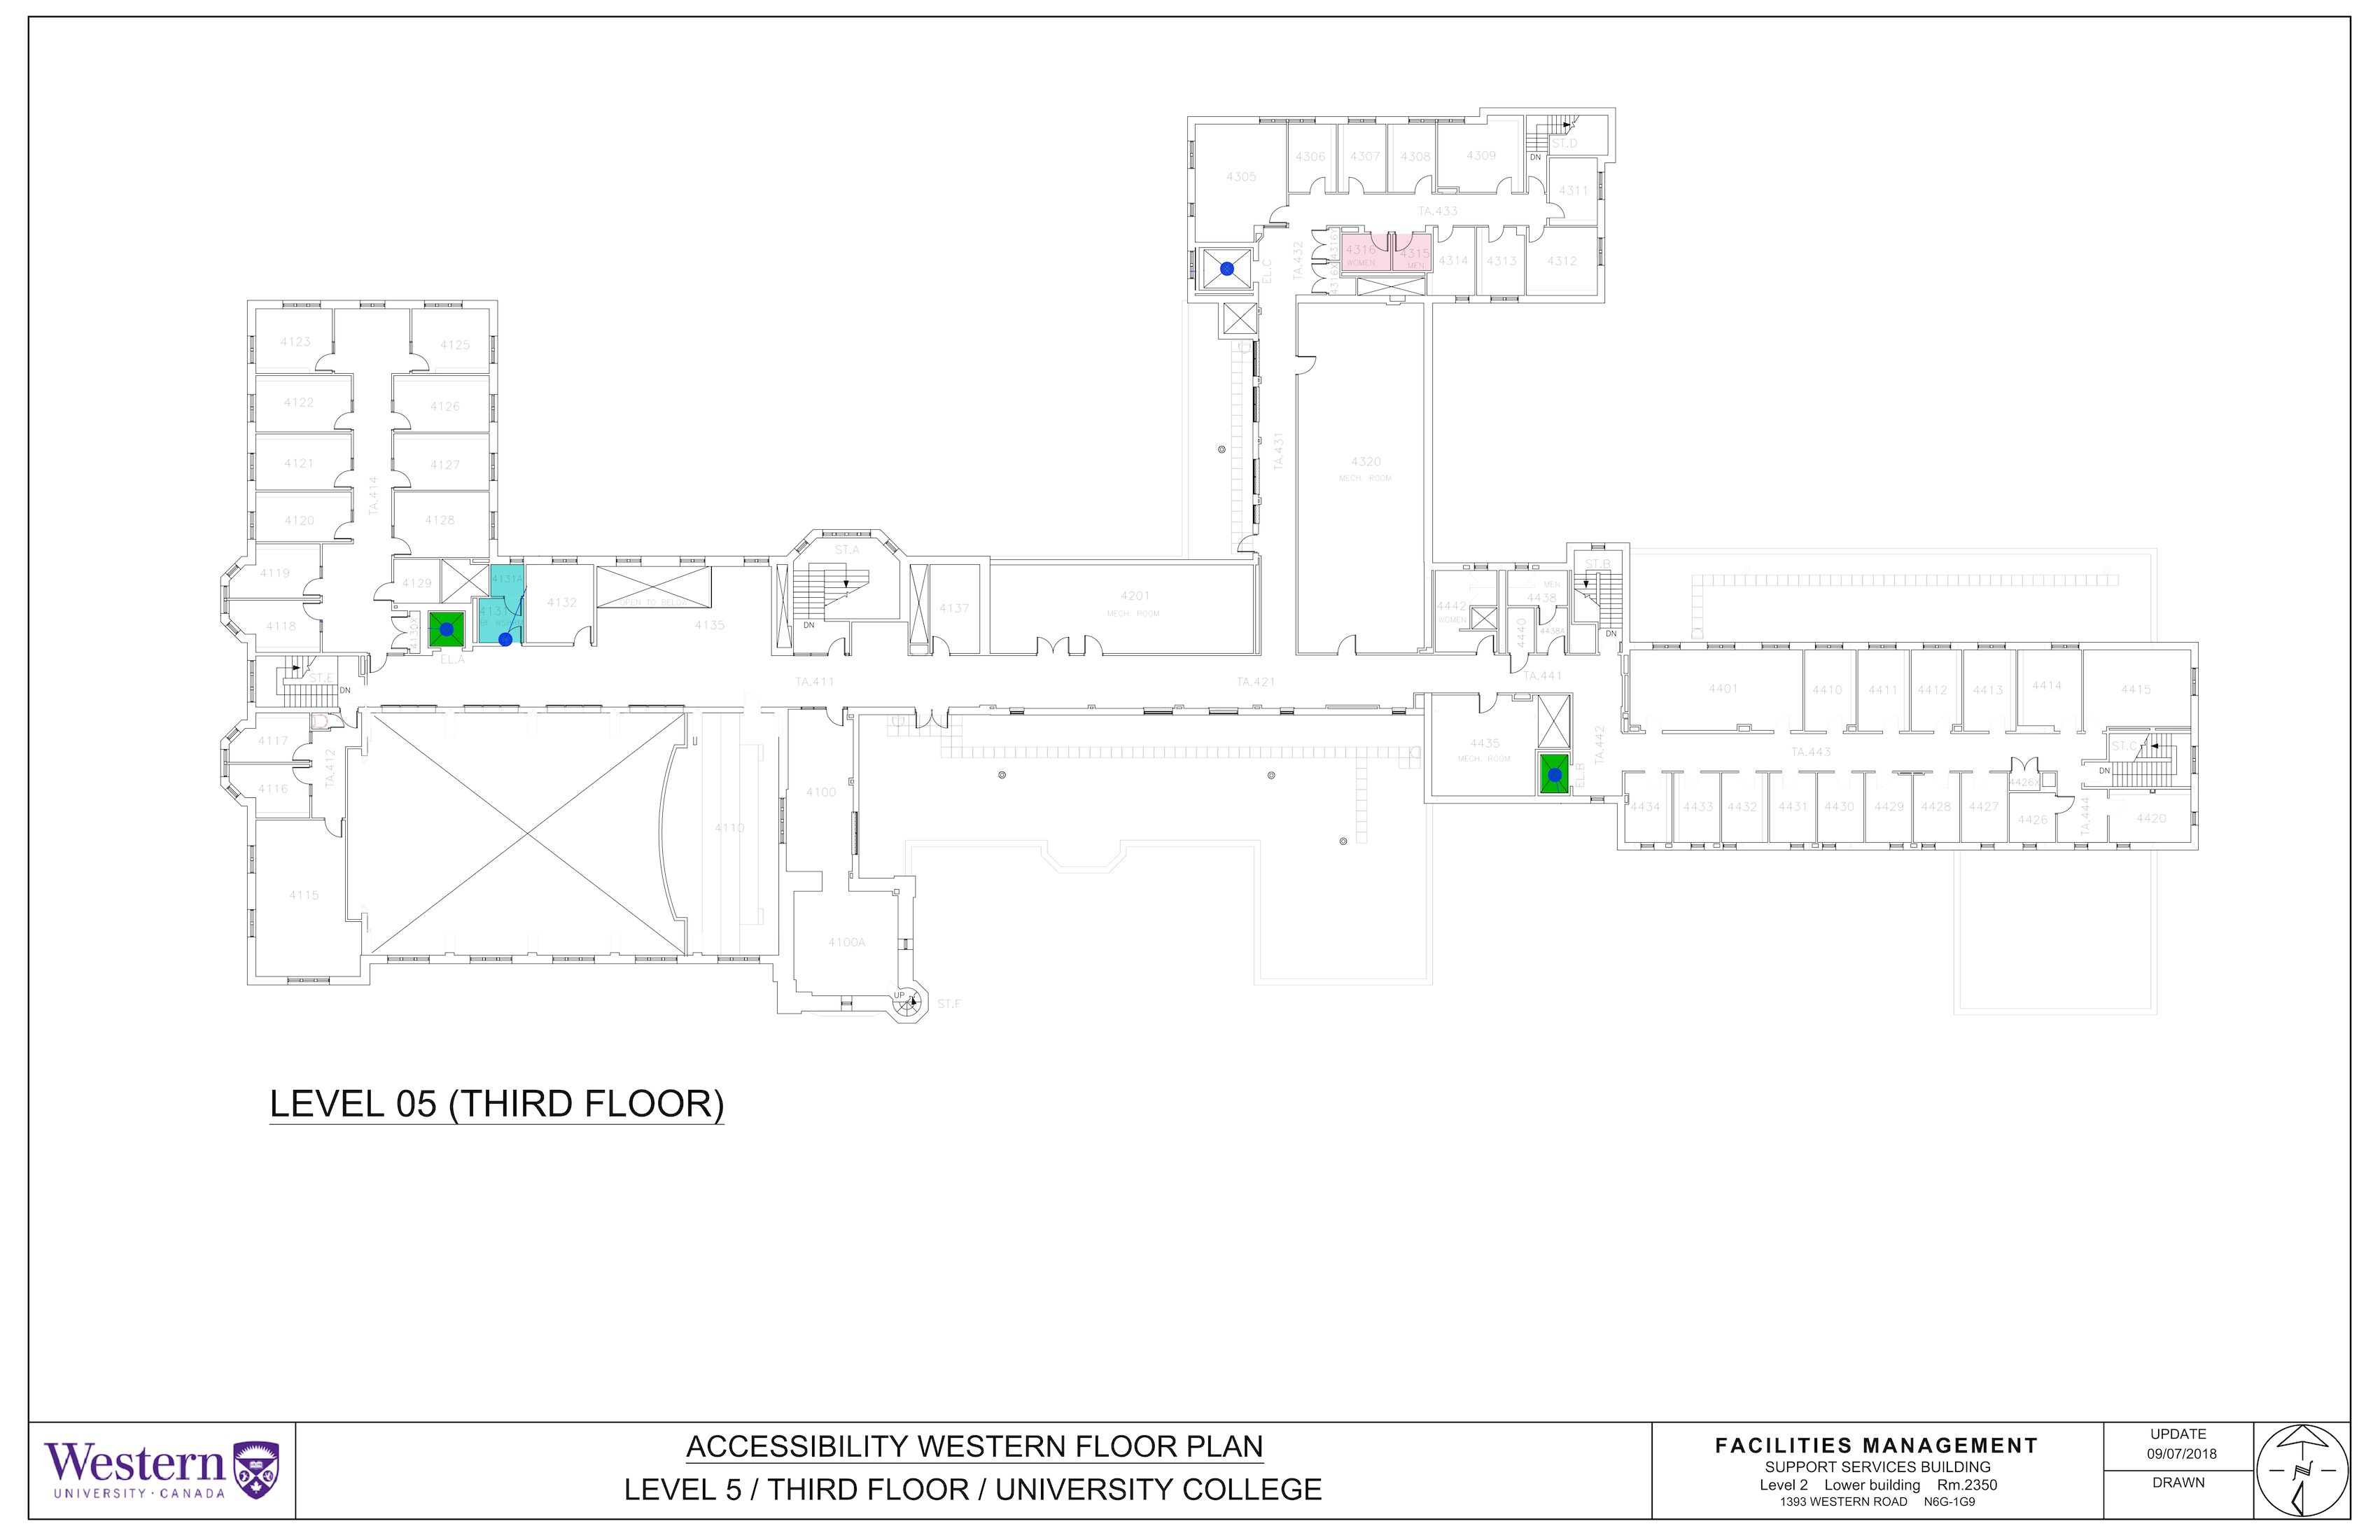 ST.D
DN
4305
4306
4307
4308
4309
4311
TA.433
4316
WOMEN
4315
MEN
4314
4313
4312
TA.432
4316X
EL.C
4123
4125
4122
4126
4121
4127
TA.414
4120
4128
4119
4129
4118
4130X
EL.A
4131A
4132
OPEN TO BELOW
4135
ST.A
DN
4137
4201
MECH. ROOM
TA.431
4320
MECH. ROOM
4442
WOMEN
MEN
4438
4438A
4440
ST.B
DN
ST.E
DN
TA.411
TA.421
TA.441
4401
4410
4411
4412
4413
4414
4415
4117
TA.412
4116
4115
4110
4100
4100A
UP
ST.F
4435
MECH. ROOM
EL.B
TA.442
TA.443
ST.C
DN
4434
4433
4432
4431
4430
4429
4428
4427
4426X
4426
TA.444
4420
LEVEL 05 (THIRD FLOOR)
Western
UNIVERSITY · CANADA
ACCESSIBILITY WESTERN FLOOR PLAN
LEVEL 5 / THIRD FLOOR / UNIVERSITY COLLEGE
FACILITIES MANAGEMENT
SUPPORT SERVICES BUILDING
Level 2 Lower building Rm.2350
1393 WESTERN ROAD N6G-1G9
UPDATE
09/07/2018
DRAWN
N